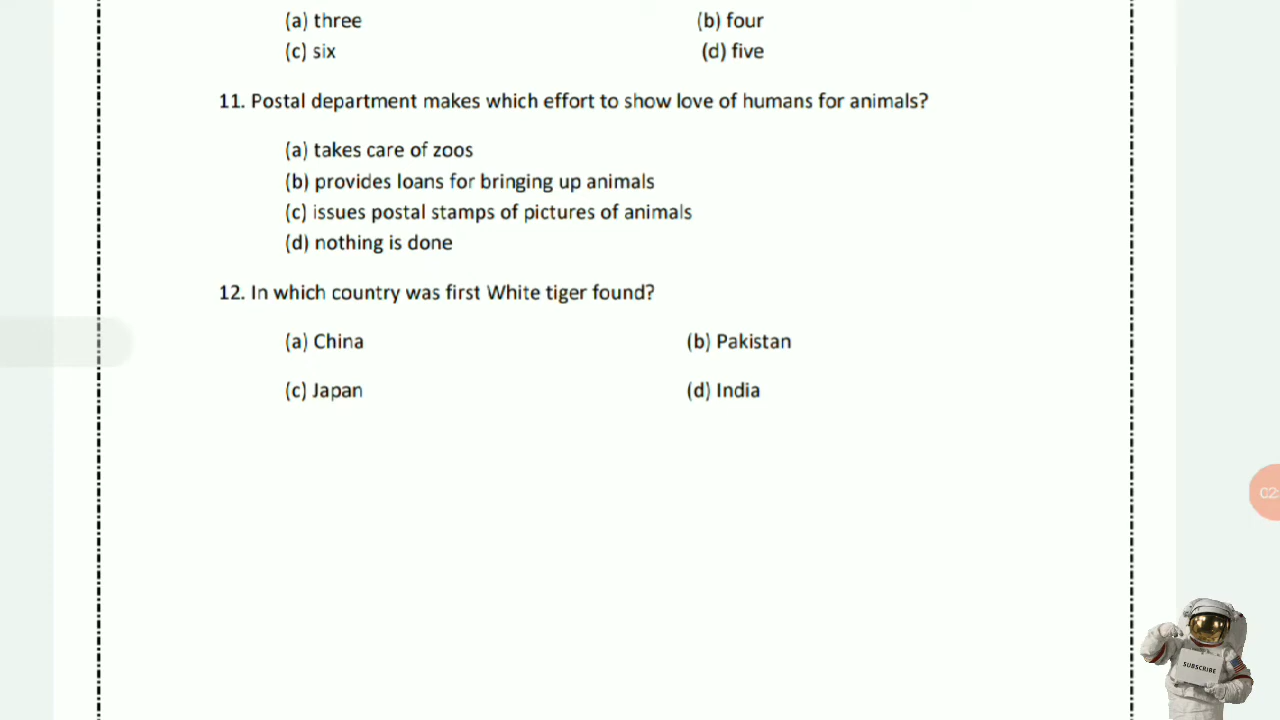 (a) three (b) four
(c) six (d) five
11. Postal department makes which effort to show love of humans for animals?
(a) takes care of zoos
(b) provides loans for bringing up animals
(c) issues postal stamps of pictures of animals
(d) nothing is done
12. In which country was first White tiger found?
(a) China (b) Pakistan
(c) Japan (d) India
02:
SUBSCRIBE